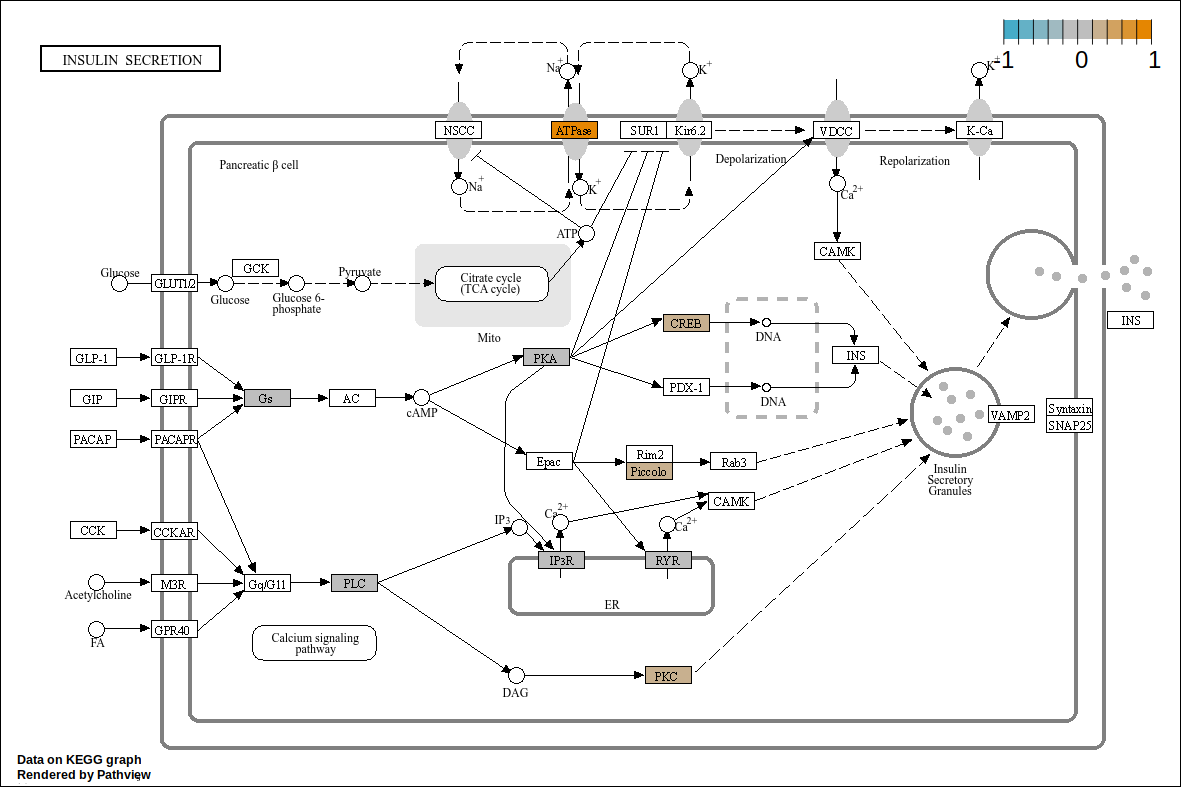 INSULIN SECRETION
-1 0 1
Na+
K+
K+
NSCC
ATPase
SUR1
Kir6.2
VDCC
K-Ca
Pancreatic β cell
Depolarization
Repolarization
Na+
K+
Ca2+
ATP
CAMK
Glucose
GLUT1/2
Glucose
GCK
Glucose 6-
phosphate
Pyruvate
Citrate cycle
(TCA cycle)
Mito
INS
CREB
DNA
GLP-1
GLP-1R
PKA
INS
PDX-1
DNA
GIP
GIPR
Gs
AC
cAMP
VAMP2
Syntaxin
SNAP25
PACAP
PACAPR
Epac
Rim2
Piccolo
Rab3
Insulin
Secretory
Granules
CAMK
IP3
Ca2+
Ca2+
CCK
CCKAR
IP3R
RYR
Acetylcholine
M3R
Gq/G11
PLC
ER
FA
GPR40
Calcium signaling
pathway
DAG
PKC
Data on KEGG graph
Rendered by Pathview